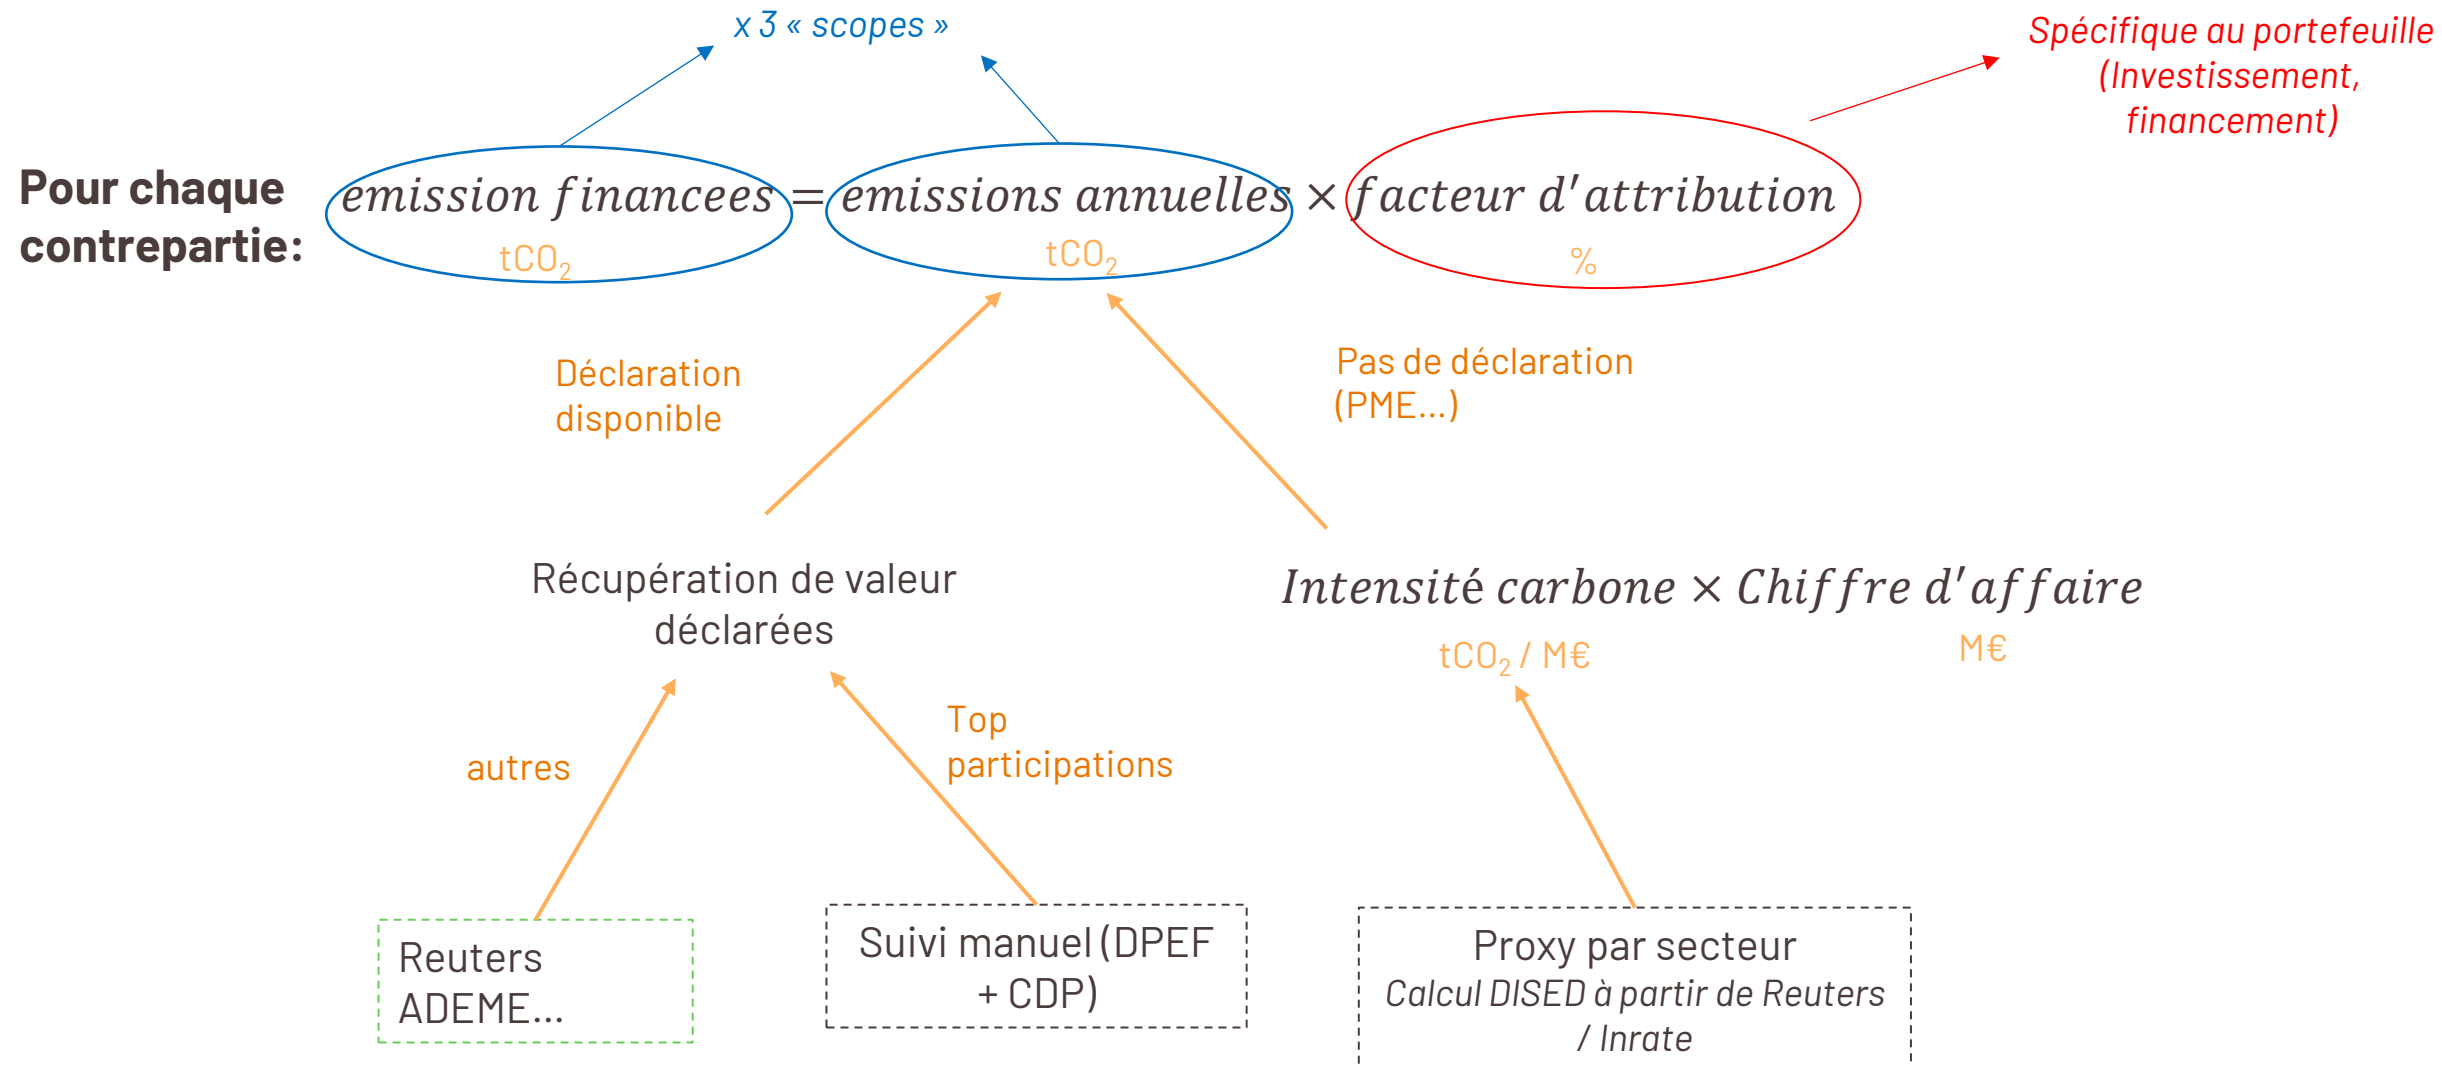 x 3 « scopes »
Spécifique au portefeuille
(Investissement,
financement)
Pour chaque
contrepartie:
emission financees = emissions annuelles × facteur d'attribution
tCO₂
tCO₂
%
Déclaration
disponible
Pas de déclaration
(PME...)
Récupération de valeur
déclarées
Intensité carbone × Chiffre d'affaire
tCO₂ / M€
M€
autres
Top
participations
Reuters
ADEME...
Suivi manuel (DPEF
+ CDP)
Proxy par secteur
Calcul DISED à partir de Reuters
/ Inrate